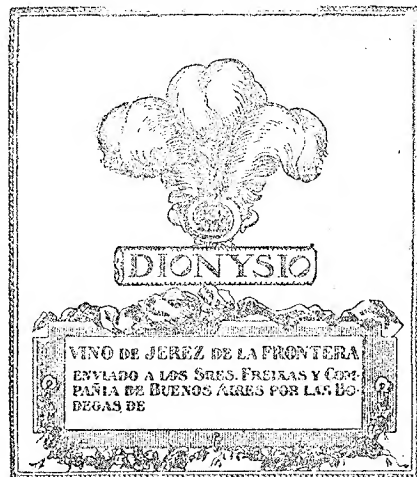 DIONYSIO
VINO DE JEREZ DE LA FRONTERA
ENVIADO A LOS SRES. FREIXAS Y COM-
PAÑIA DE BUENOS AIRES POR LAS BO-
DEGAS DE